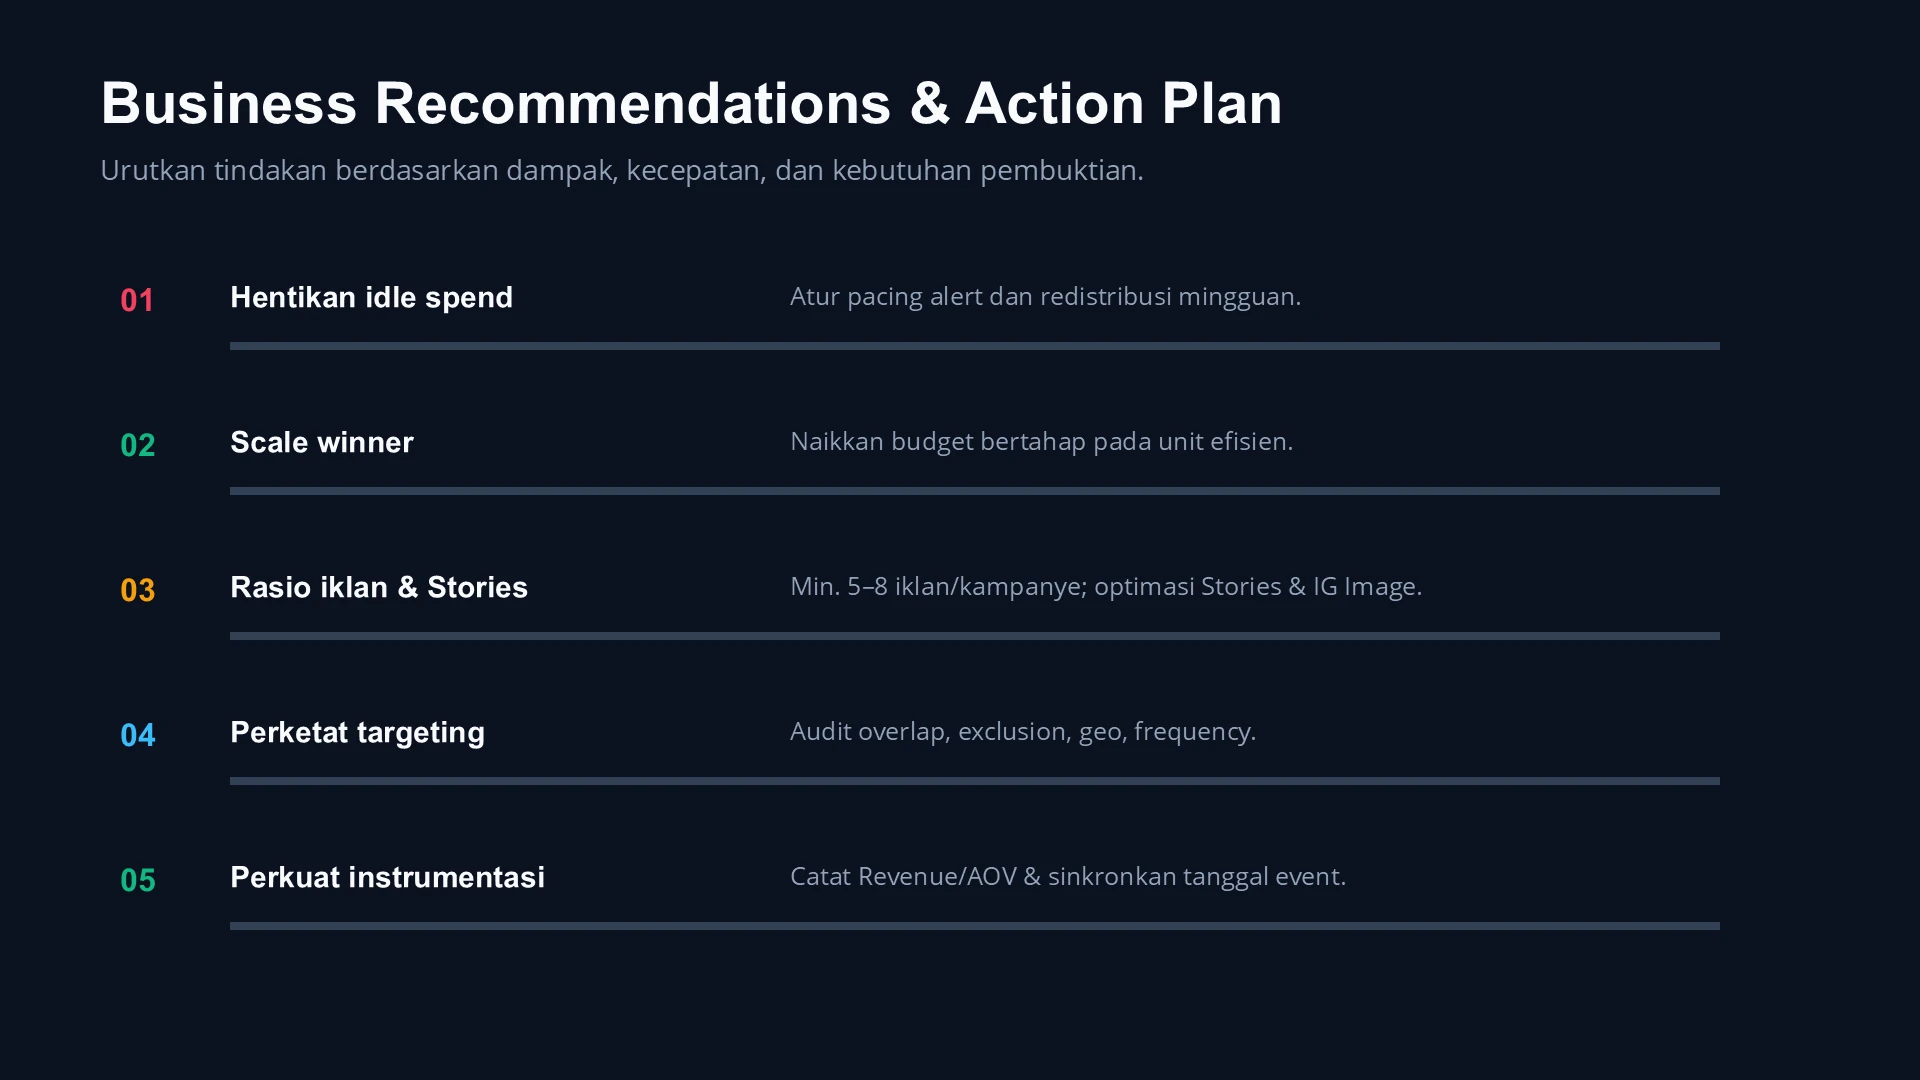 Business Recommendations & Action Plan
Urutkan tindakan berdasarkan dampak, kecepatan, dan kebutuhan pembuktian.
01
Hentikan idle spend
Atur pacing alert dan redistribusi mingguan.
02
Scale winner
Naikkan budget bertahap pada unit efisien.
03
Rasio iklan & Stories
Min. 5–8 iklan/kampanye; optimasi Stories & IG Image.
04
Perketat targeting
Audit overlap, exclusion, geo, frequency.
05
Perkuat instrumentasi
Catat Revenue/AOV & sinkronkan tanggal event.